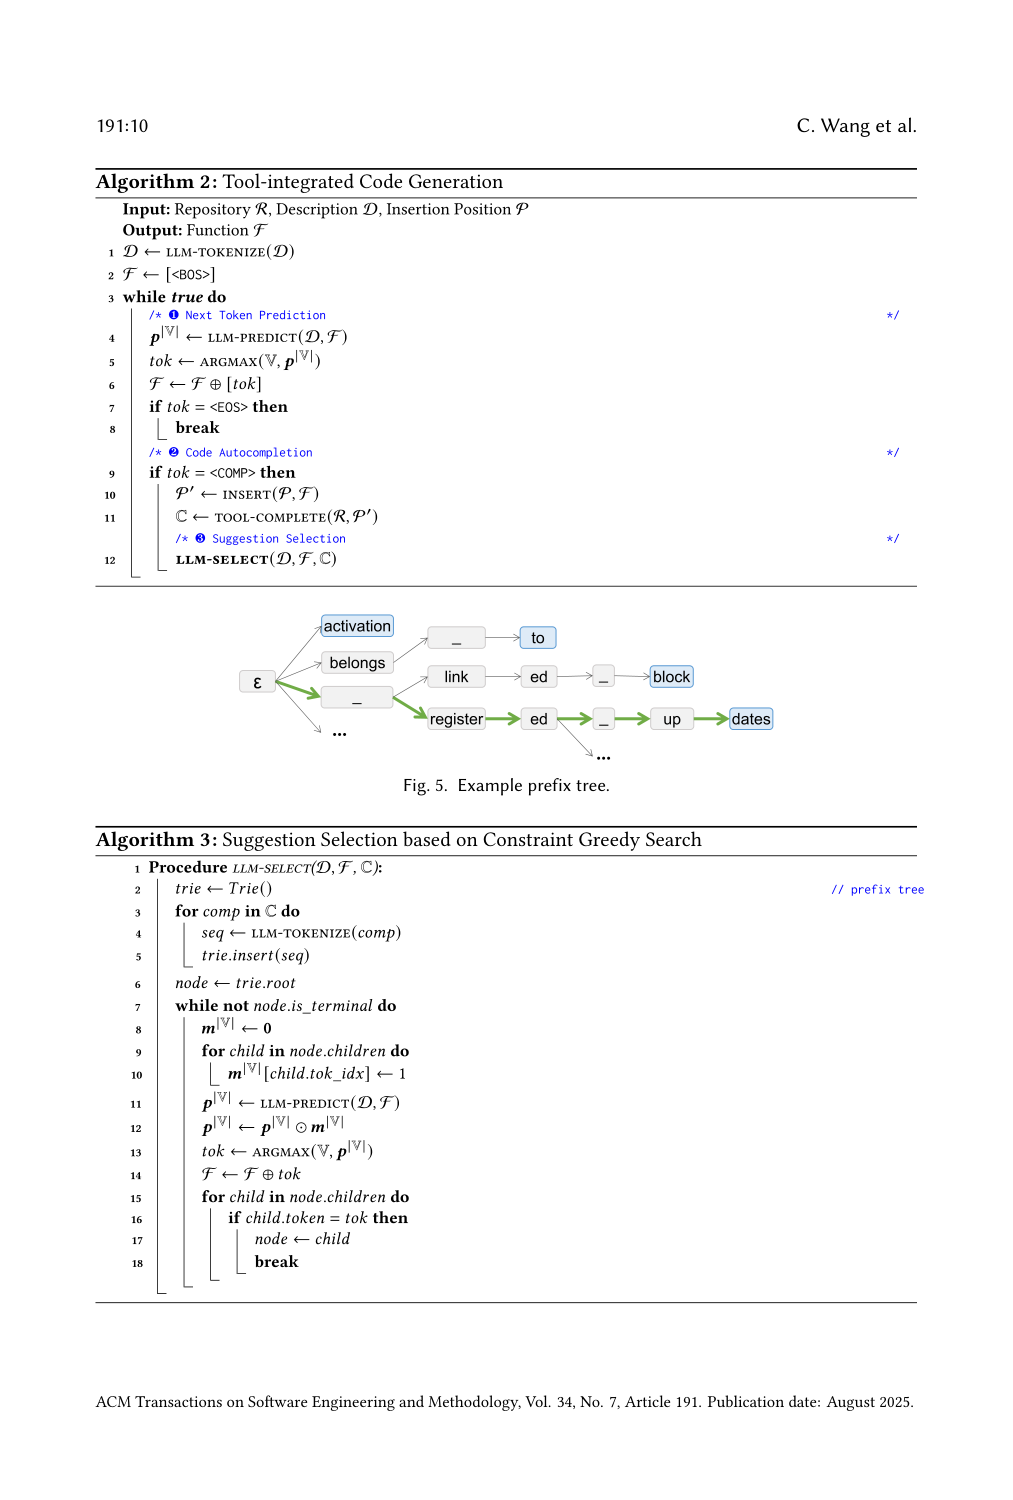 191:10 C. Wang et al.
Algorithm 2: Tool-integrated Code Generation
Input: Repository ℛ, Description 𝒟, Insertion Position 𝒫
Output: Function ℱ
1 𝒟 ← LLM-TOKENIZE(𝒟)
2 ℱ ← [<BOS>]
3 while true do
/* ❶ Next Token Prediction */
4 p^|𝕍| ← LLM-PREDICT(𝒟, ℱ)
5 tok ← ARGMAX(𝕍, p^|𝕍|)
6 ℱ ← ℱ ⊕ [tok]
7 if tok = <EOS> then
8 break
/* ❷ Code Autocompletion */
9 if tok = <COMP> then
10 𝒫′ ← INSERT(𝒫, ℱ)
11 ℂ ← TOOL-COMPLETE(ℛ, 𝒫′)
/* ❸ Suggestion Selection */
12 LLM-SELECT(𝒟, ℱ, ℂ)
activation
_ to
belongs
link ed _ block
ε
_
register ed _ up dates
...
...
Fig. 5. Example prefix tree.
Algorithm 3: Suggestion Selection based on Constraint Greedy Search
1 Procedure LLM-SELECT(𝒟, ℱ, ℂ):
2 trie ← Trie() // prefix tree
3 for comp in ℂ do
4 seq ← LLM-TOKENIZE(comp)
5 trie.insert(seq)
6 node ← trie.root
7 while not node.is_terminal do
8 m^|𝕍| ← 0
9 for child in node.children do
10 m^|𝕍|[child.tok_idx] ← 1
11 p^|𝕍| ← LLM-PREDICT(𝒟, ℱ)
12 p^|𝕍| ← p^|𝕍| ⊙ m^|𝕍|
13 tok ← ARGMAX(𝕍, p^|𝕍|)
14 ℱ ← ℱ ⊕ tok
15 for child in node.children do
16 if child.token = tok then
17 node ← child
18 break
ACM Transactions on Software Engineering and Methodology, Vol. 34, No. 7, Article 191. Publication date: August 2025.